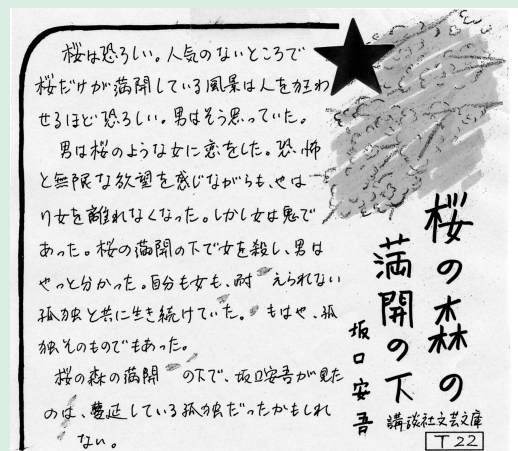 桜は恐ろしい。人気のないところで
桜だけが満開している風景は人を狂わ
せるほど恐ろしい。男はそう思っていた。
男は桜のような女に恋をした。恐怖
と無限な欲望を感じながらも、やは
り女を離れなくなった。しかし女は鬼で
あった。桜の満開の下で女を殺し、男は
やっと分かった。自分も女も、耐えられない
孤独と共に生き続けていた。もはや、孤
独そのものでもあった。
桜の森の満開の下で、坂口安吾が見た
のは、蔓延している孤独だったかもしれ
ない。
桜の森の
満開の下
坂口安吾
講談社文芸文庫
T22